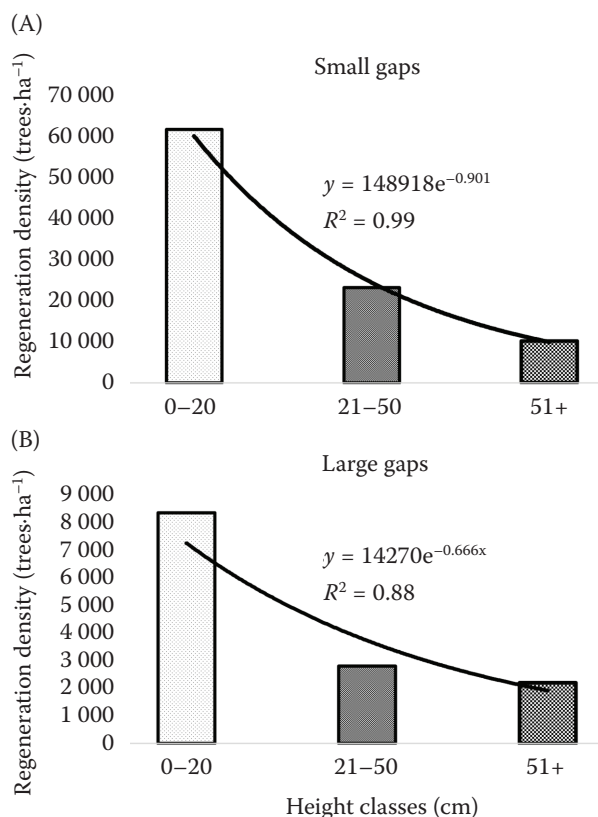 (A)
Small gaps
Regeneration density (trees·ha⁻¹)
70 000
60 000
50 000
40 000
30 000
20 000
10 000
0
y = 148918e⁻⁰·⁹⁰¹
R² = 0.99
0–20 21–50 51+
(B)
Large gaps
Regeneration density (trees·ha⁻¹)
9 000
8 000
7 000
6 000
5 000
4 000
3 000
2 000
1 000
0
y = 14270e⁻⁰·⁶⁶⁶ˣ
R² = 0.88
0–20 21–50 51+
Height classes (cm)